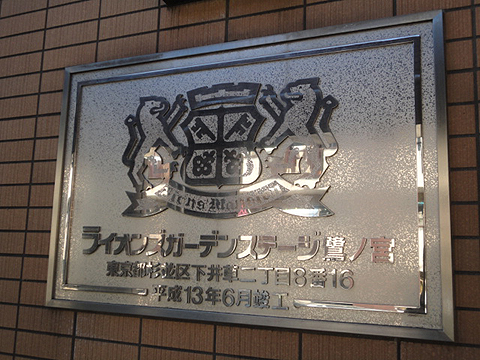 Lions Mansion
ライオンズガーデンステージ鷺ノ宮
東京都杉並区下井草二丁目8番16
平成13年6月竣工